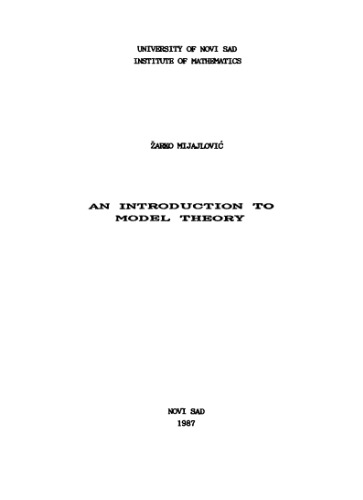 UNIVERSITY OF NOVI SAD
INSTITUTE OF MATHEMATICS
ŽARKO MIJAJLOVIĆ
AN INTRODUCTION TO
MODEL THEORY
NOVI SAD
1987